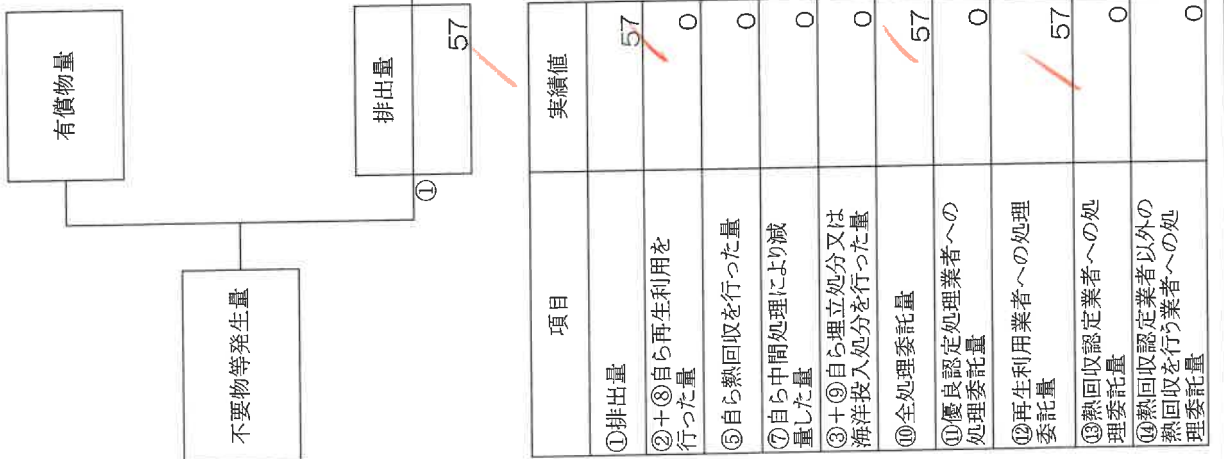 有償物量
不要物等発生量
排出量
①
57
項目
実績値
①排出量
57
②+⑧自ら再生利用を
行った量
0
⑤自ら熱回収を行った量
0
⑦自ら中間処理により減
量した量
0
③+⑨自ら埋立処分又は
海洋投入処分を行った量
0
⑩全処理委託量
57
⑪優良認定処理業者への
処理委託量
0
⑫再生利用業者への処理
委託量
57
⑬熱回収認定業者への処
理委託量
0
⑭熱回収認定業者以外の
熱回収を行う業者への処
理委託量
0